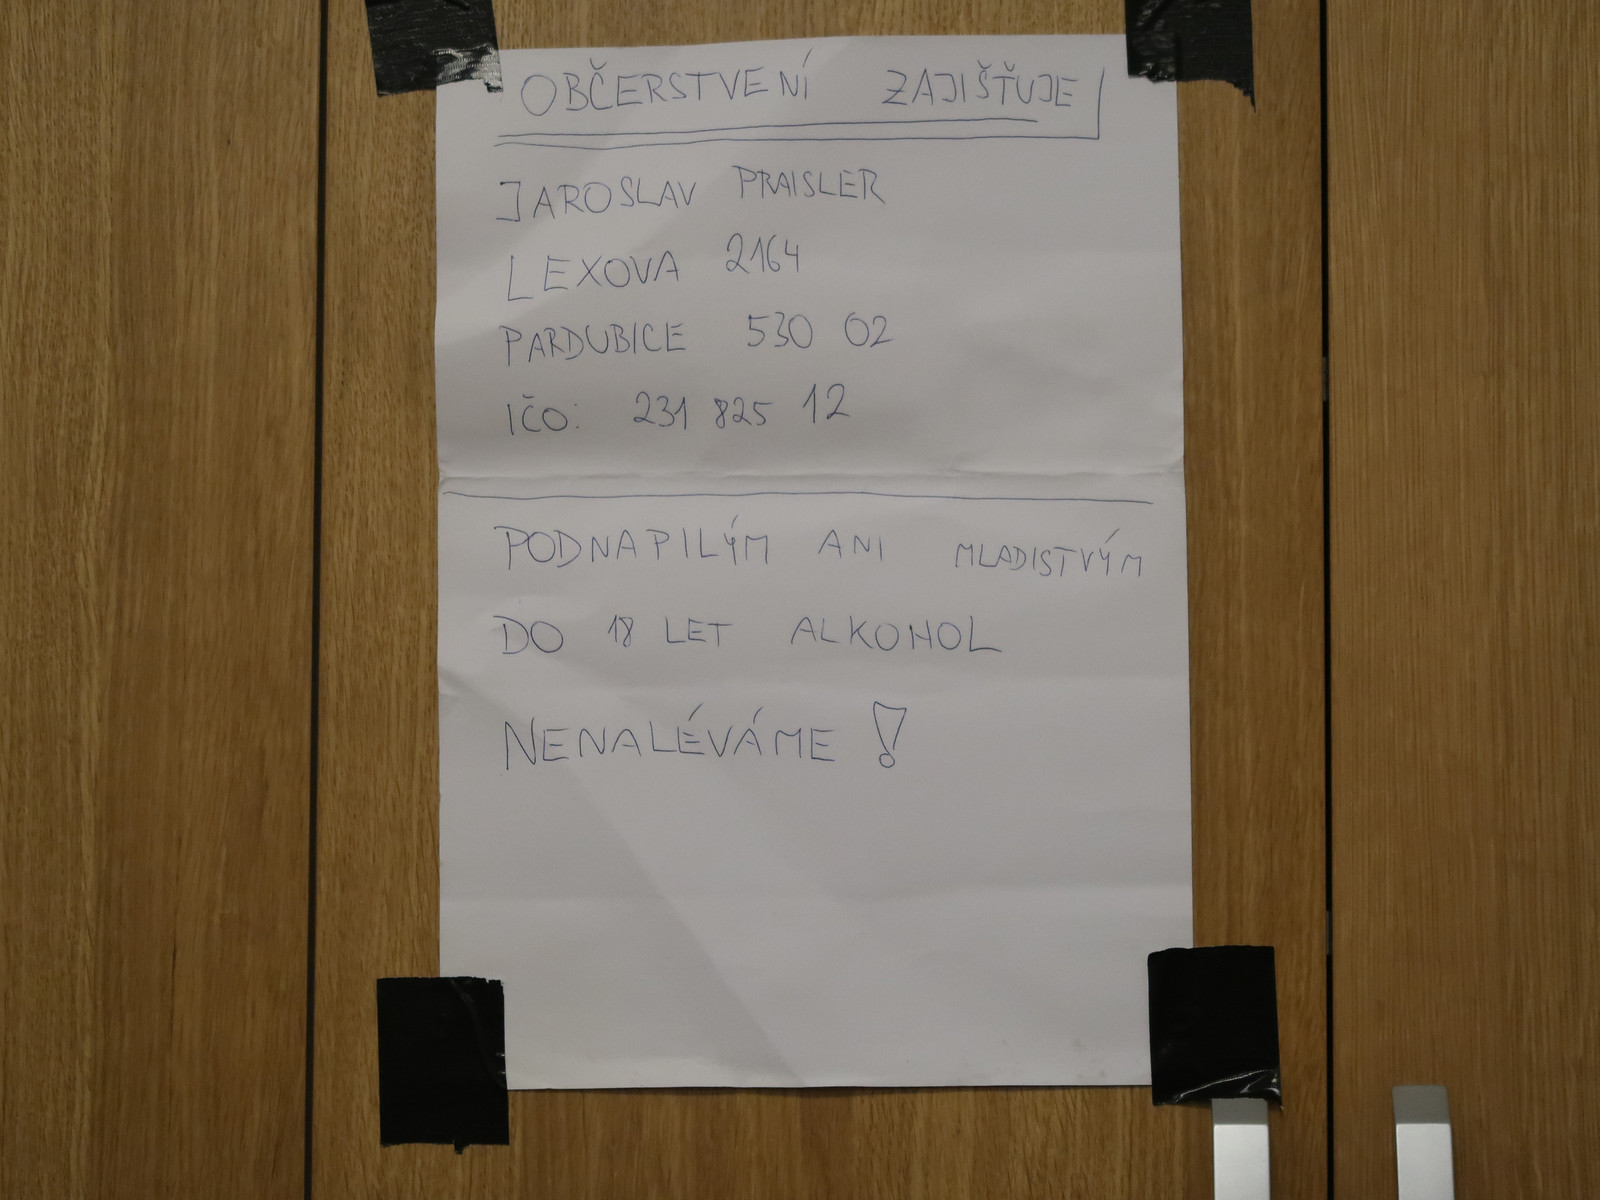 OBČERSTVENÍ ZAJIŠŤUJE
JAROSLAV PRAISLER
LEXOVA 2164
PARDUBICE 530 02
IČO: 231 825 12
PODNAPILÝM ANI MLADISTVÝM
DO 18 LET ALKOHOL
NENALÉVÁME!